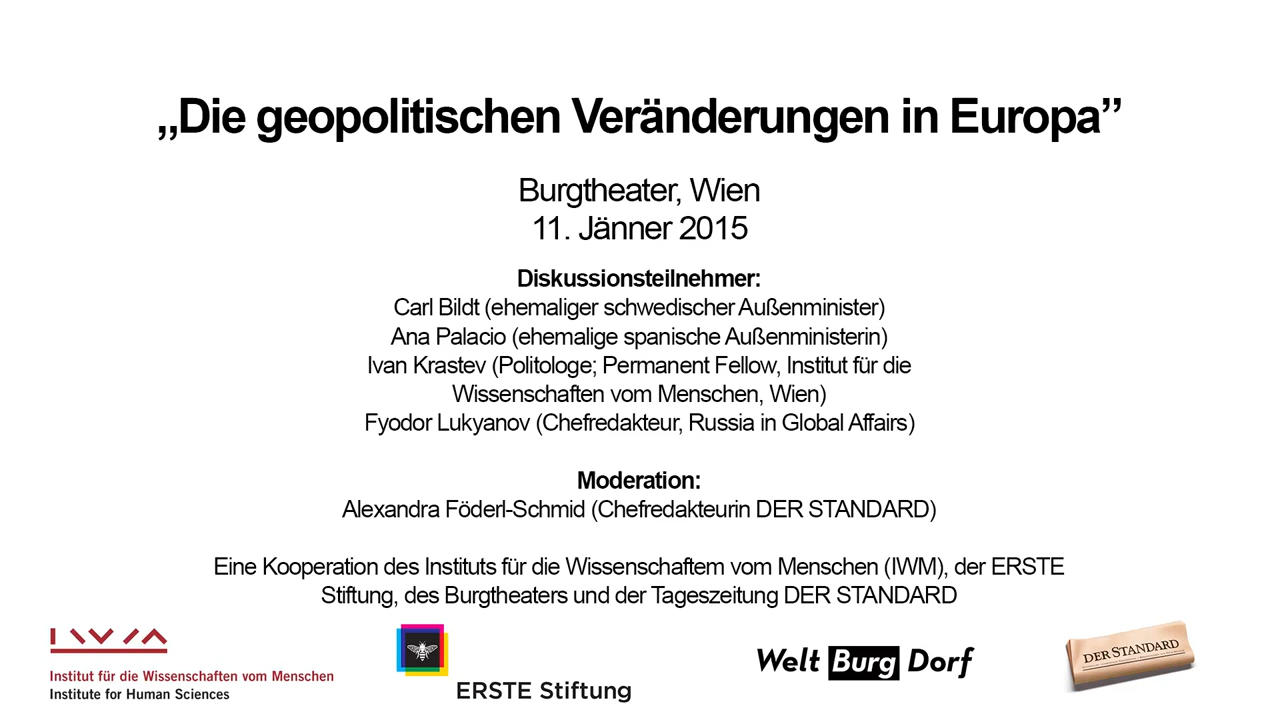 „Die geopolitischen Veränderungen in Europa”
Burgtheater, Wien
11. Jänner 2015
Diskussionsteilnehmer:
Carl Bildt (ehemaliger schwedischer Außenminister)
Ana Palacio (ehemalige spanische Außenministerin)
Ivan Krastev (Politologe; Permanent Fellow, Institut für die
Wissenschaften vom Menschen, Wien)
Fyodor Lukyanov (Chefredakteur, Russia in Global Affairs)
Moderation:
Alexandra Föderl-Schmid (Chefredakteurin DER STANDARD)
Eine Kooperation des Instituts für die Wissenschaftem vom Menschen (IWM), der ERSTE
Stiftung, des Burgtheaters und der Tageszeitung DER STANDARD
IWM
Institut für die Wissenschaften vom Menschen
Institute for Human Sciences
ERSTE Stiftung
Welt Burg Dorf
DER STANDARD